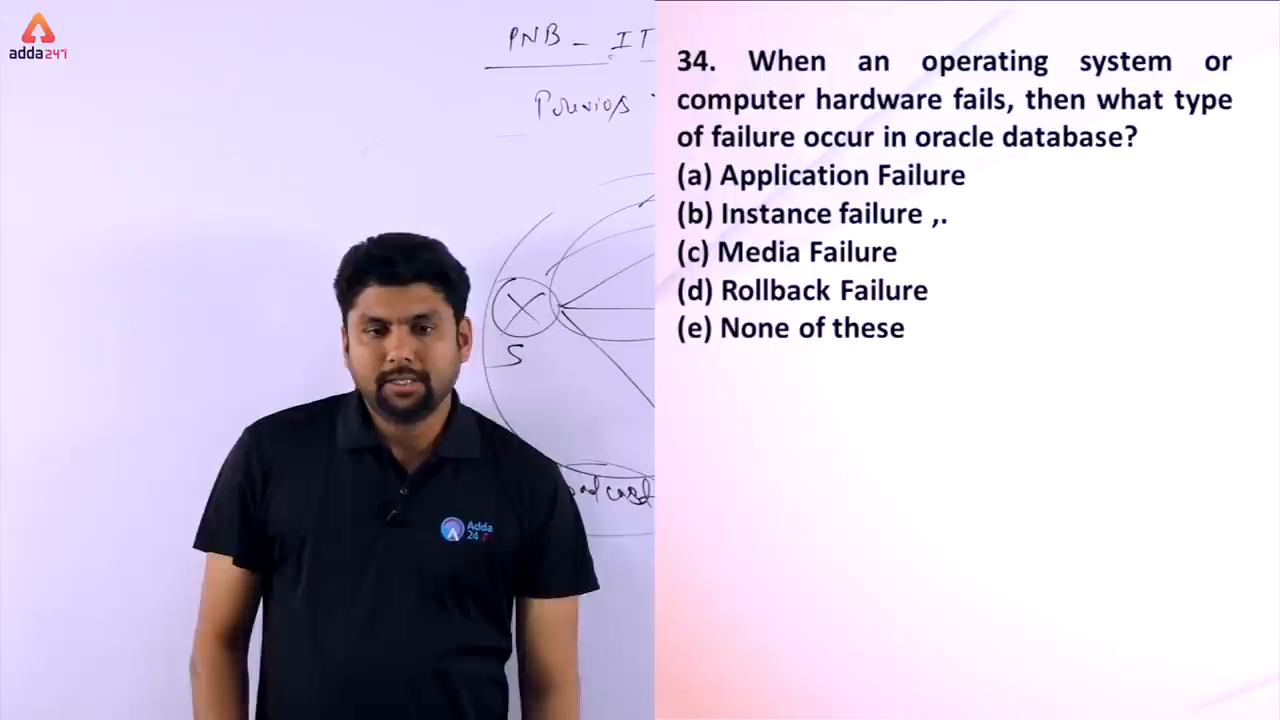 adda247
PNB - IT
34. When an operating system or
computer hardware fails, then what type
of failure occur in oracle database?
(a) Application Failure
(b) Instance failure ,.
(c) Media Failure
(d) Rollback Failure
(e) None of these
S
Adda
247